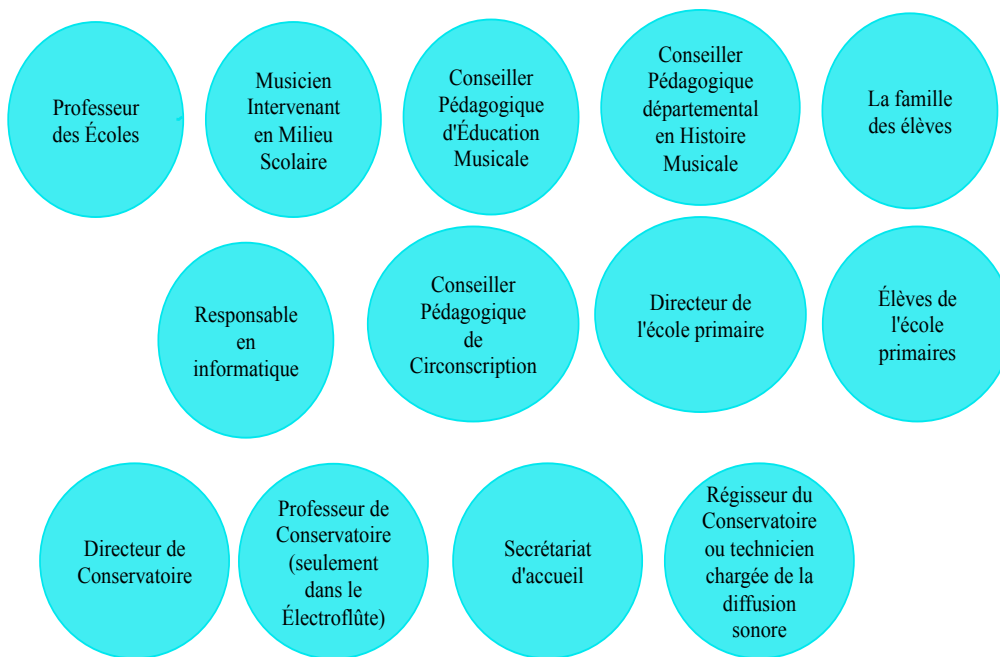 Professeur
des Écoles
Musicien
Intervenant
en Milieu
Scolaire
Conseiller
Pédagogique
d'Éducation
Musicale
Conseiller
Pédagogique
départemental
en Histoire
Musicale
La famille
des élèves
Responsable
en
informatique
Conseiller
Pédagogique
de
Circonscription
Directeur de
l'école primaire
Élèves de
l'école
primaires
Directeur de
Conservatoire
Professeur de
Conservatoire
(seulement
dans le
Électroflûte)
Secrétariat
d'accueil
Régisseur du
Conservatoire
ou technicien
chargée de la
diffusion
sonore